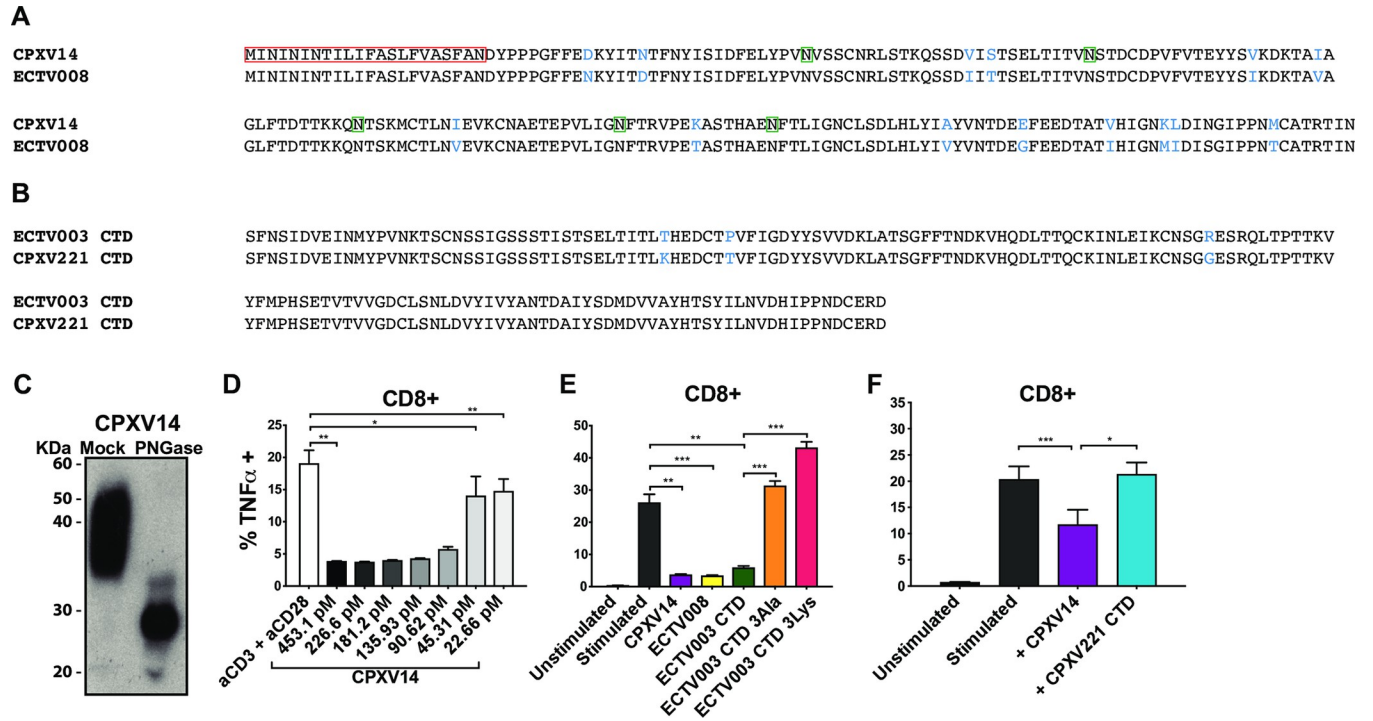 A
CPXV14 MINININTILIFASLFVASFANDYPPPGFFEDKYITNTFNYISIDFELYPVNVSSCNRLSTKQSSDVISTSELTITVNSTDCDPVFVTEYYSVKDKTAIA
ECTV008 MINININTILIFASLFVASFANDYPPPGFFENKYITDTFNYISIDFELYPVNVSSCNRLSTKQSSDIITTSELTITVNSTDCDPVFVTEYYSIKDKTAVA
CPXV14 GLFTDTTKKQNTSKMCTLNIEVKCNAETEPVLIGNFTRVPEKASTHAENFTLIGNCLSDLHLYIAYVNTDEEFEEDTATVHIGNKLDINGIPPNMCATRTIN
ECTV008 GLFTDTTKKQNTSKMCTLNVEVKCNAETEPVLIGNFTRVPETASTHAENFTLIGNCLSDLHLYIVYVNTDEGFEEDTATIHIGNMIDISGIPPNTCATRTIN
B
ECTV003 CTD SFNSIDVEINMYPVNKTSCNSSIGSSSTISTSELTITLTHEDCTPVFIGDYYSVVDKLATSGFFTNDKVHQDLTTQCKINLEIKCNSGRESRQLTPTTKV
CPXV221 CTD SFNSIDVEINMYPVNKTSCNSSIGSSSTISTSELTITLKHEDCTTVFIGDYYSVVDKLATSGFFTNDKVHQDLTTQCKINLEIKCNSGGESRQLTPTTKV
ECTV003 CTD YFMPHSETVTVVGDCLSNLDVYIVYANTDAIYSDMDVVAYHTSYILNVDHIPPNDCERD
CPXV221 CTD YFMPHSETVTVVGDCLSNLDVYIVYANTDAIYSDMDVVAYHTSYILNVDHIPPNDCERD
C
CPXV14
KDa Mock PNGase
60 -
50 -
40 -
30 -
20 -
D
CD8+
% TNFα +
25
20
15
10
5
0
**
*
**
aCD3 + aCD28
453.1 pM
226.6 pM
181.2 pM
135.93 pM
90.62 pM
45.31 pM
22.66 pM
CPXV14
E
CD8+
50
40
30
20
10
0
**
***
**
***
***
Unstimulated
Stimulated
CPXV14
ECTV008
ECTV003 CTD
ECTV003 CTD 3Ala
ECTV003 CTD 3Lys
F
CD8+
35
30
25
20
15
10
5
0
***
*
Unstimulated
Stimulated
+ CPXV14
+ CPXV221 CTD